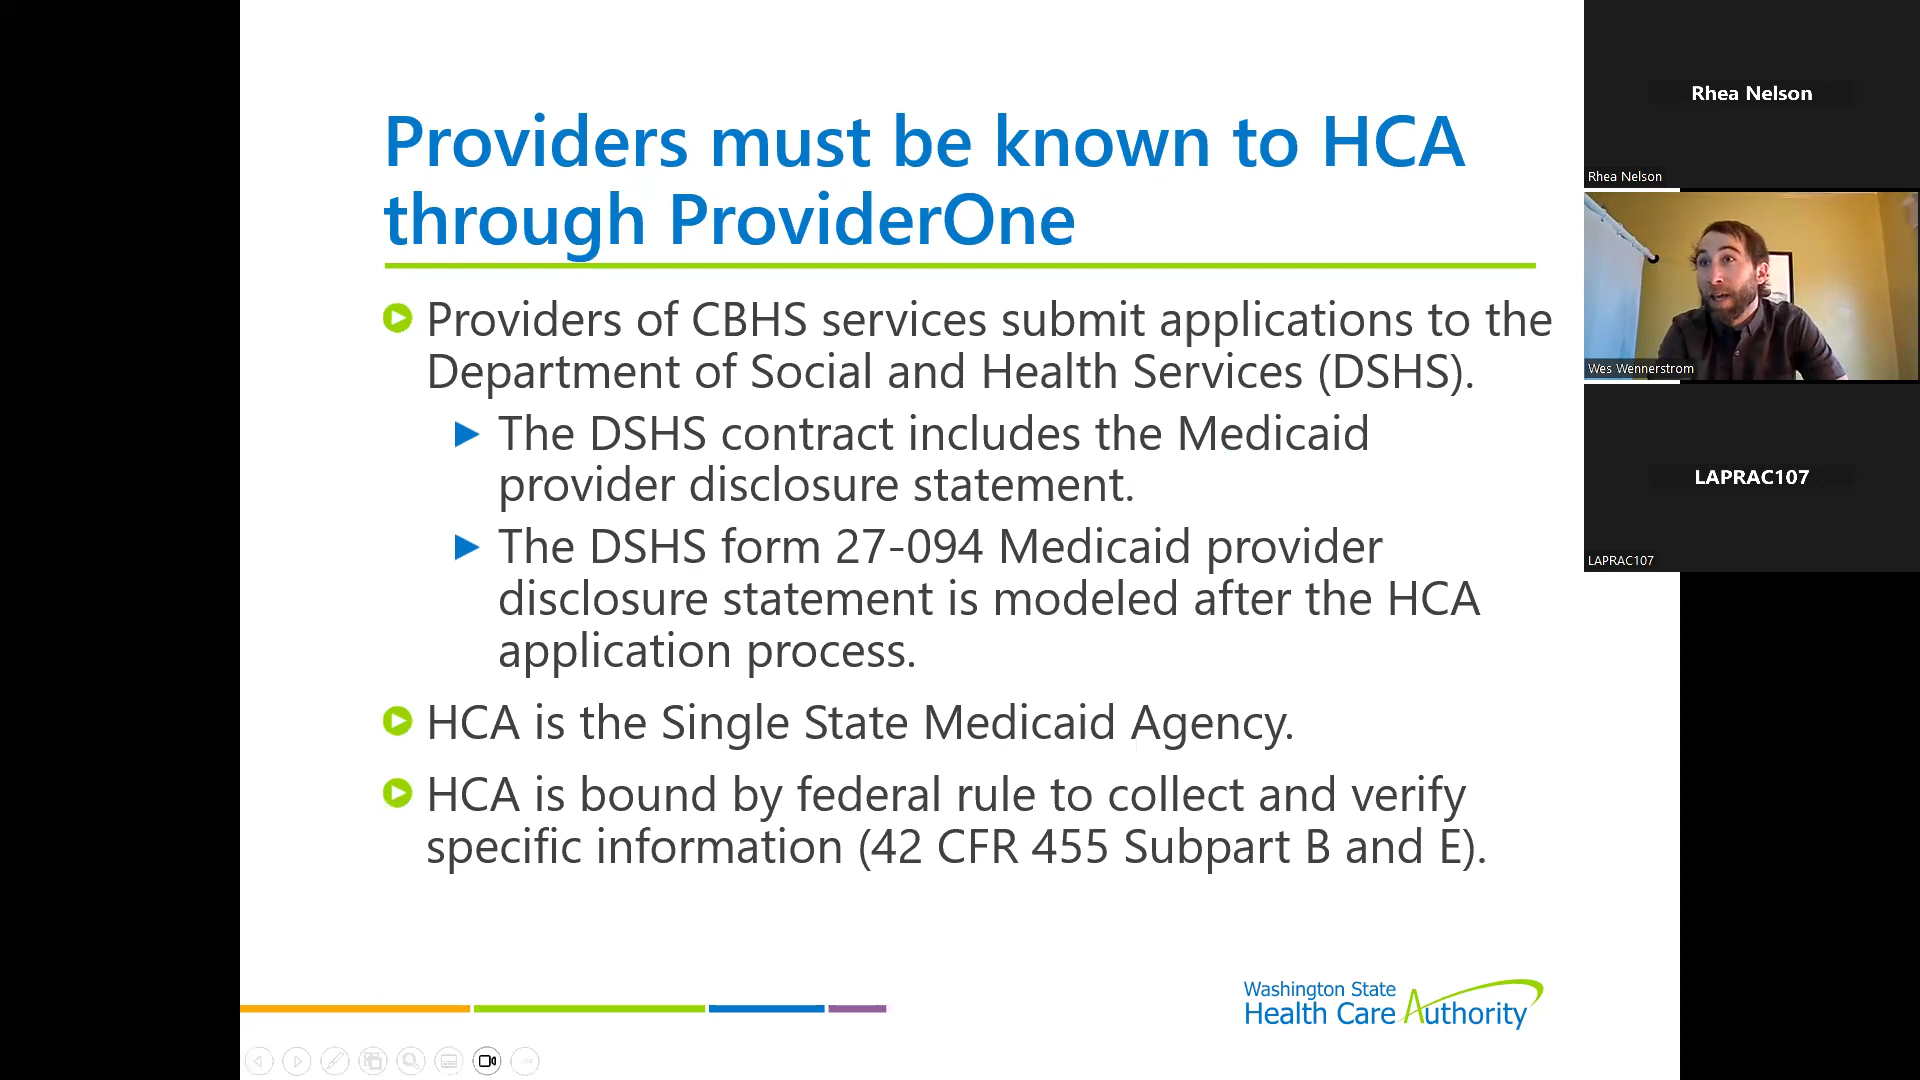 Providers must be known to HCA
through ProviderOne
Providers of CBHS services submit applications to the
Department of Social and Health Services (DSHS).
The DSHS contract includes the Medicaid
provider disclosure statement.
The DSHS form 27-094 Medicaid provider
disclosure statement is modeled after the HCA
application process.
HCA is the Single State Medicaid Agency.
HCA is bound by federal rule to collect and verify
specific information (42 CFR 455 Subpart B and E).
Washington State
Health Care Authority
Rhea Nelson
Rhea Nelson
Wes Wennerstrom
LAPRAC107
LAPRAC107